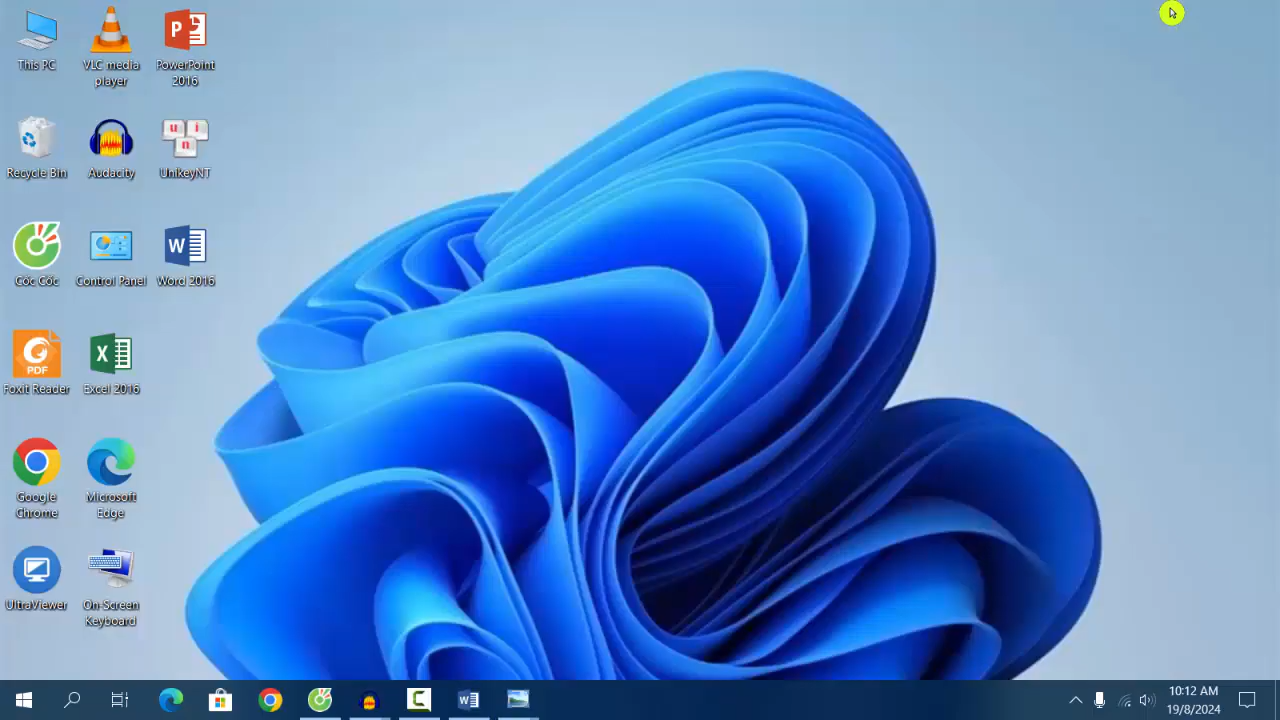 This PC
VLC media
player
PowerPoint
2016
Recycle Bin
Audacity
UnikeyNT
Cốc Cốc
Control Panel
Word 2016
Foxit Reader
Excel 2016
Google
Chrome
Microsoft
Edge
UltraViewer
On-Screen
Keyboard
10:12 AM
19/8/2024